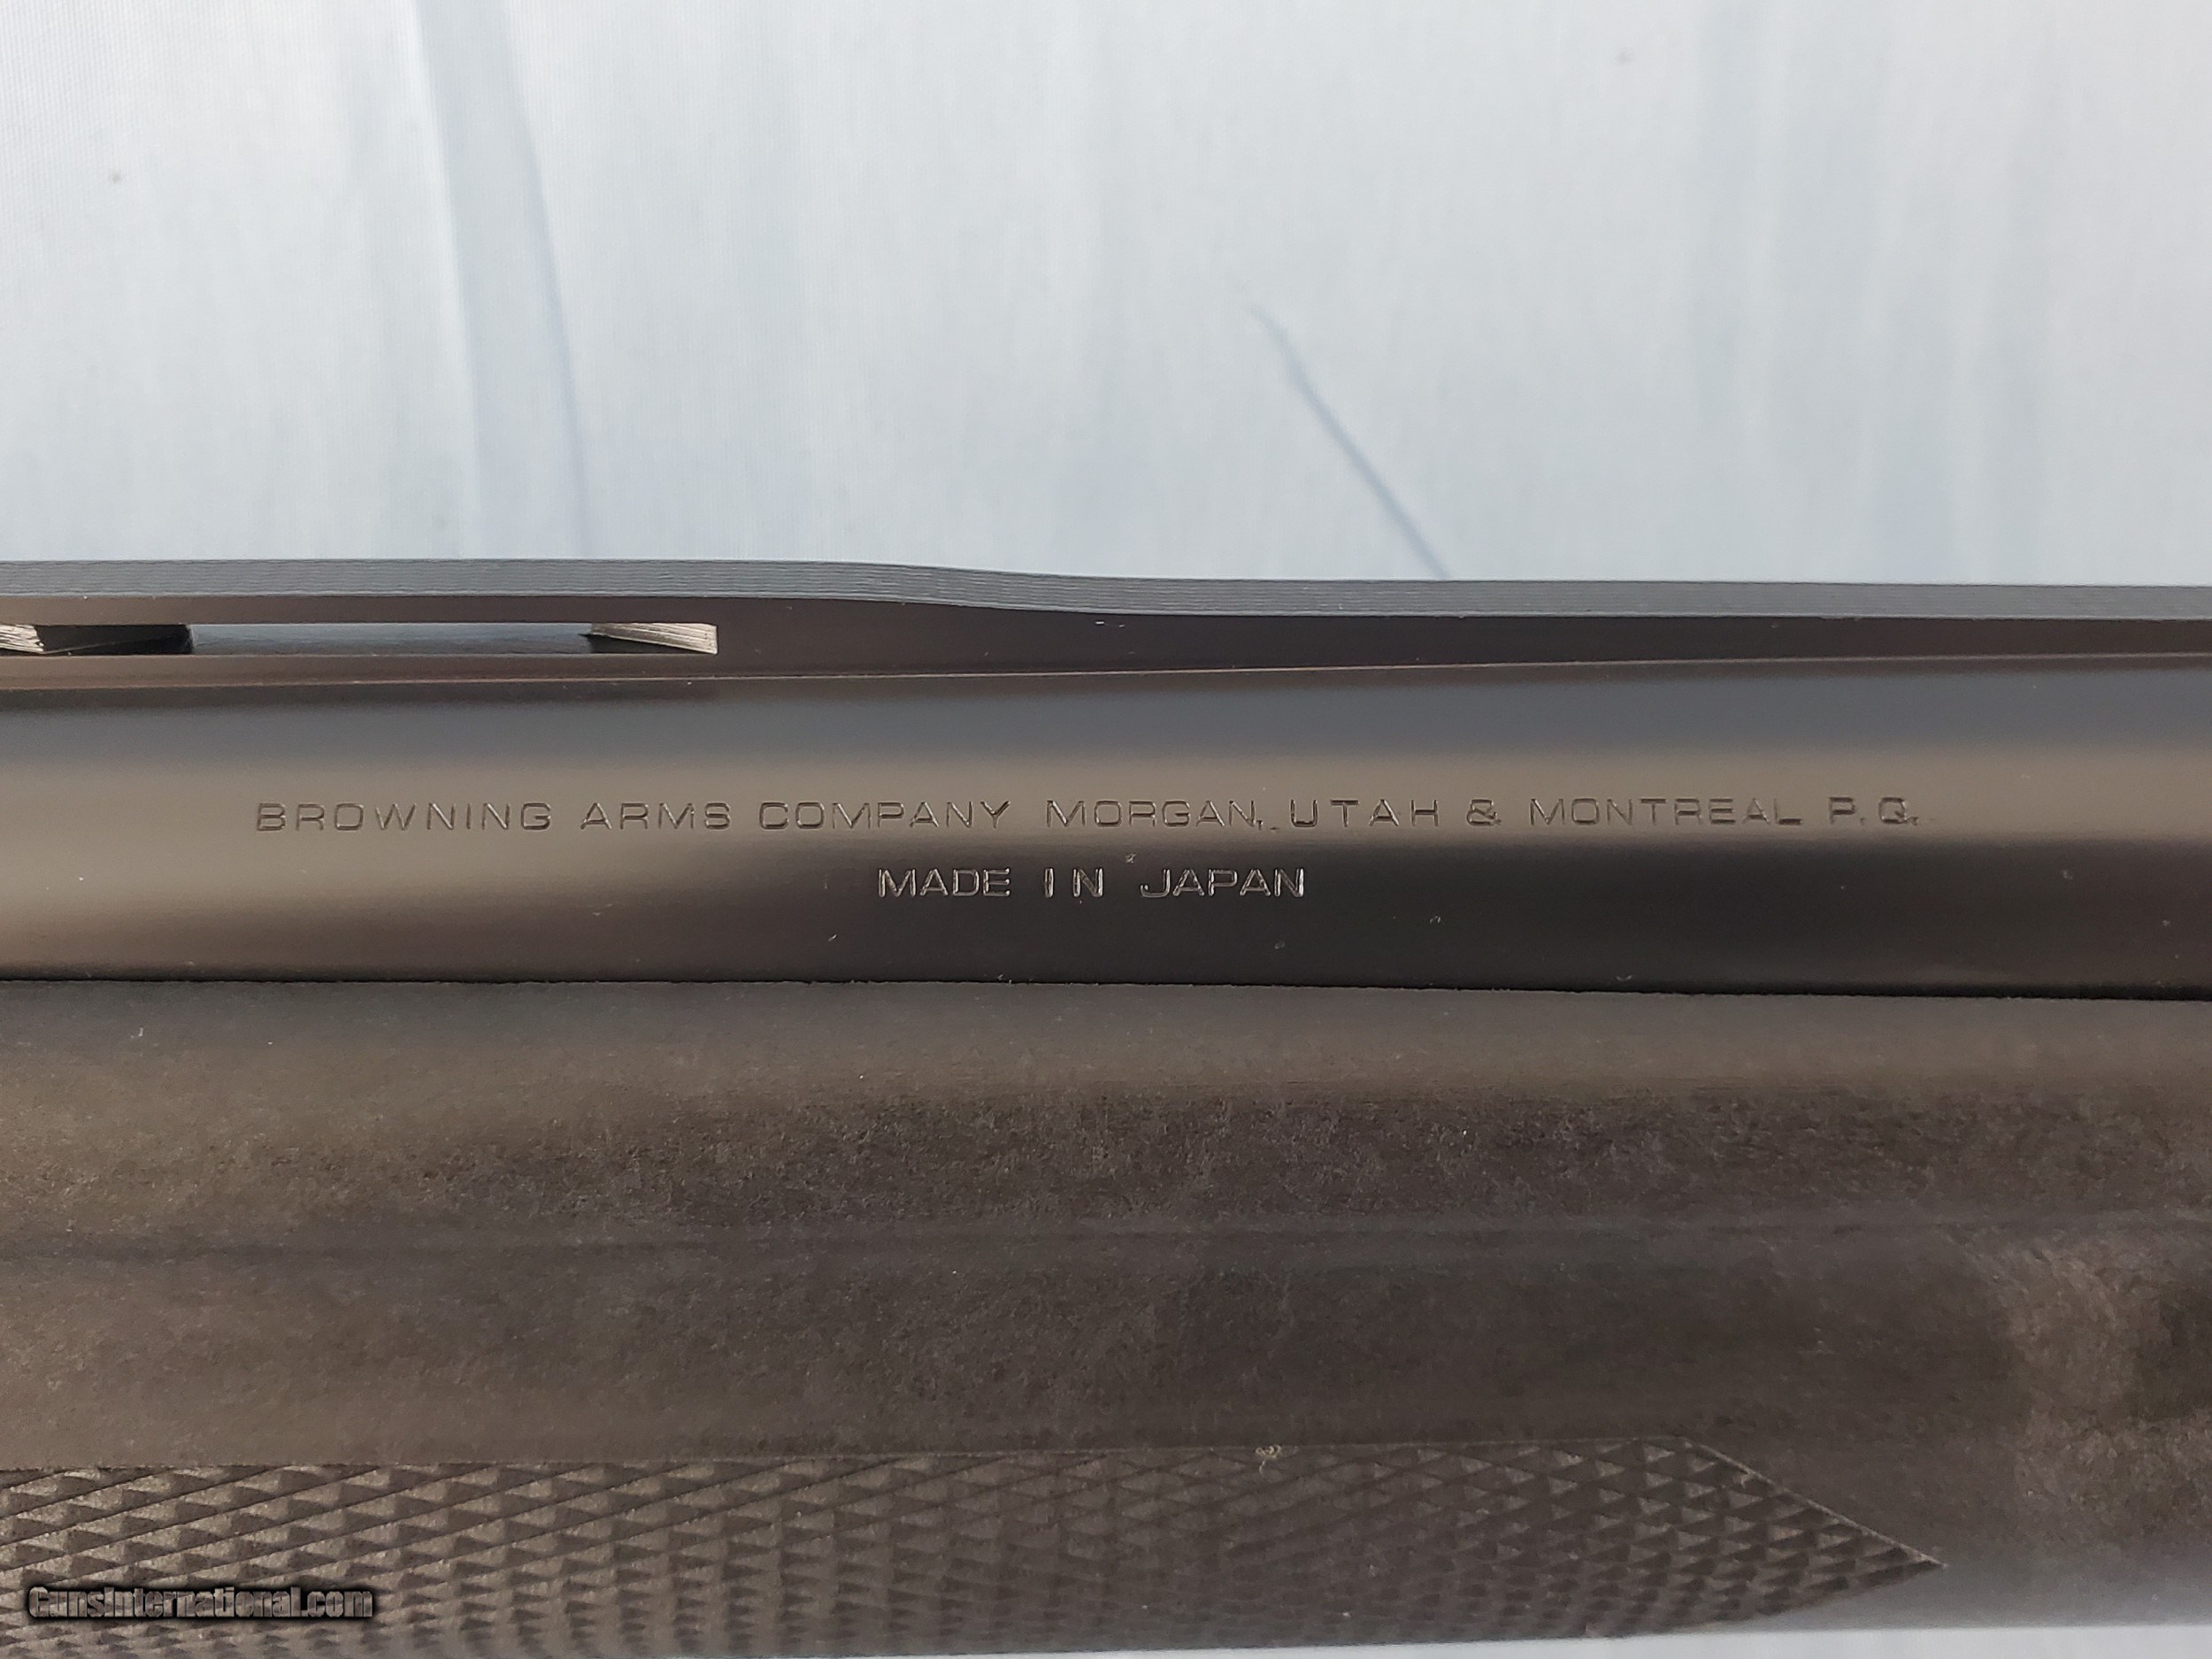 BROWNING ARMS COMPANY MORGAN, UTAH & MONTREAL P.Q.
MADE IN JAPAN
GunsInternational.com